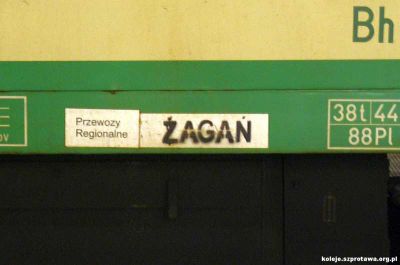 Bh
Przewozy
Regionalne
ŻAGAŃ
38t 44
88Pl
koleje.szprotawa.org.pl